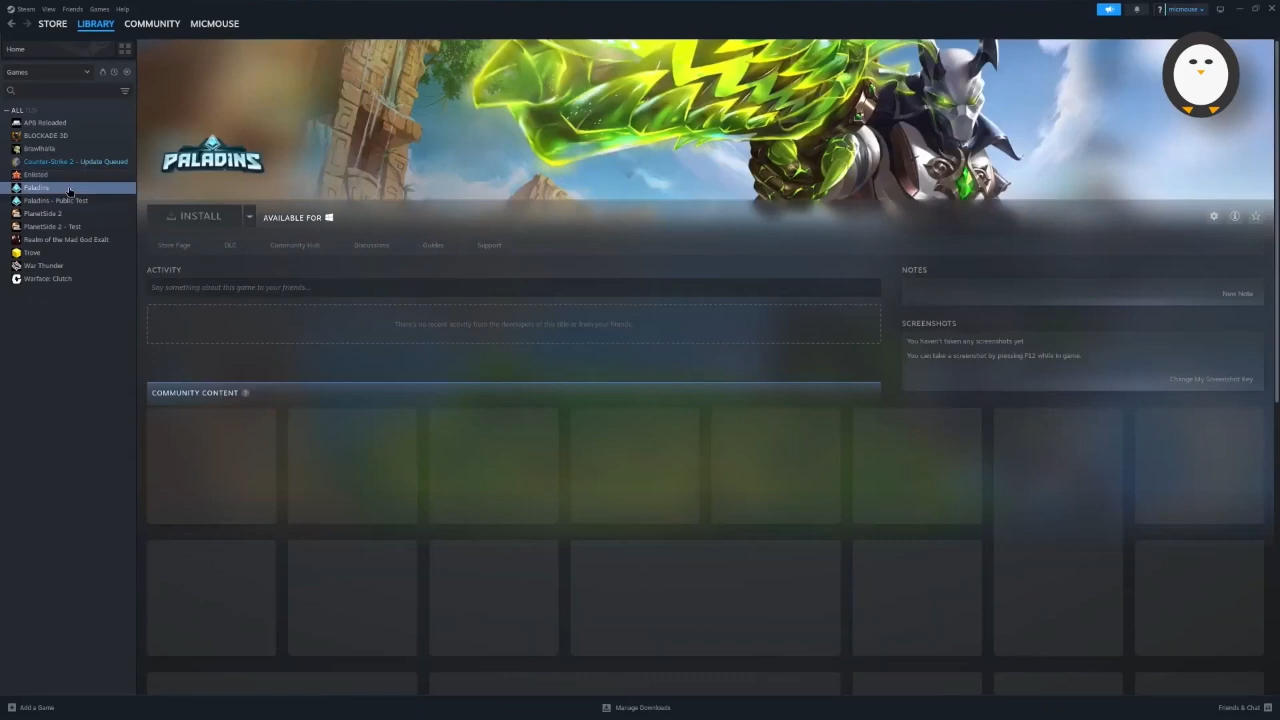 Steam View Friends Games Help
micmouse
STORE LIBRARY COMMUNITY MICMOUSE
Home
Games
ALL
APB Reloaded
BLOCKADE 3D
Brawlhalla
Counter-Strike 2 - Update Queued
Enlisted
Paladins
Paladins - Public Test
PlanetSide 2
PlanetSide 2 - Test
Realm of the Mad God Exalt
Trove
War Thunder
Warface: Clutch
PALADINS
INSTALL AVAILABLE FOR
Store Page DLC Community Hub Discussions Guides Support
ACTIVITY
Say something about this game to your friends...
There's no recent activity from the developers of this title or from your friends.
COMMUNITY CONTENT ?
NOTES
New Note
SCREENSHOTS
You haven't taken any screenshots yet
You can take a screenshot by pressing F12 while in game.
Change My Screenshot Key
Add a Game
Manage Downloads
Friends & Chat